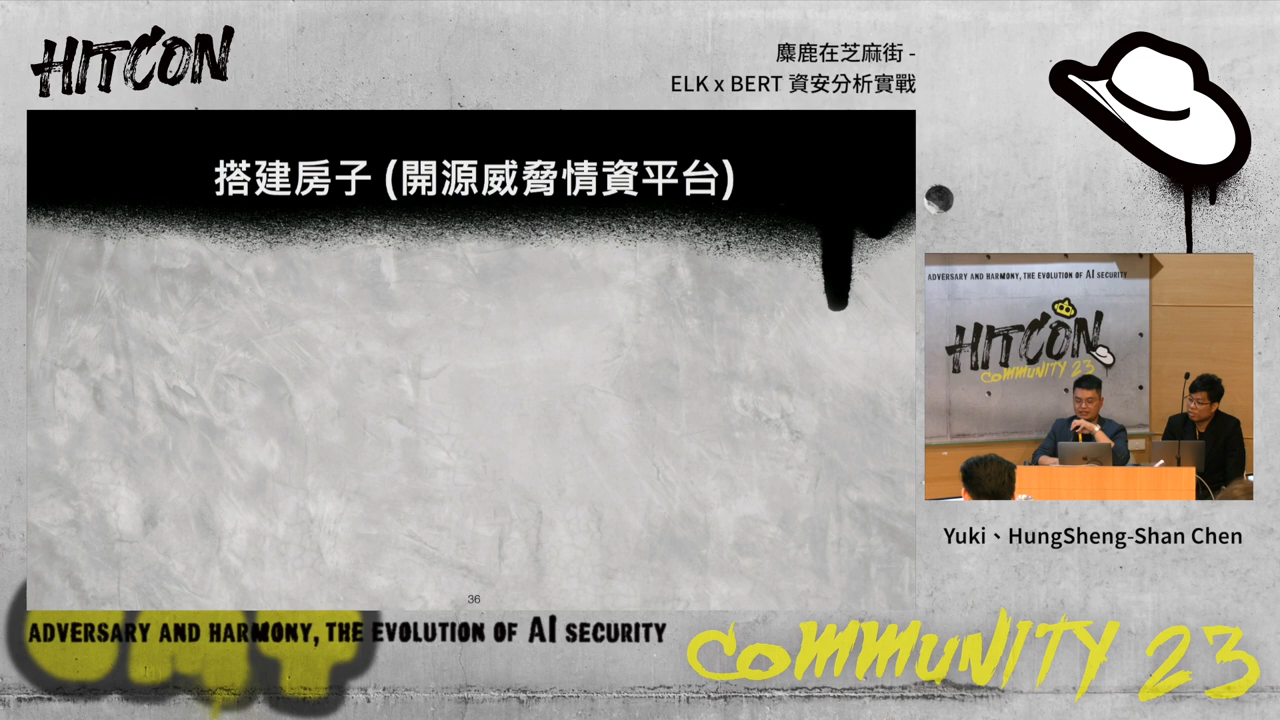 HITCON
麋鹿在芝麻街 -
ELK x BERT 資安分析實戰
搭建房子 (開源威脅情資平台)
36
ADVERSARY AND HARMONY, THE EVOLUTION OF AI SECURITY
HITCON
COMMUNITY 23
Yuki、HungSheng-Shan Chen
ADVERSARY AND HARMONY, THE EVOLUTION OF AI SECURITY
COMMUNITY 23